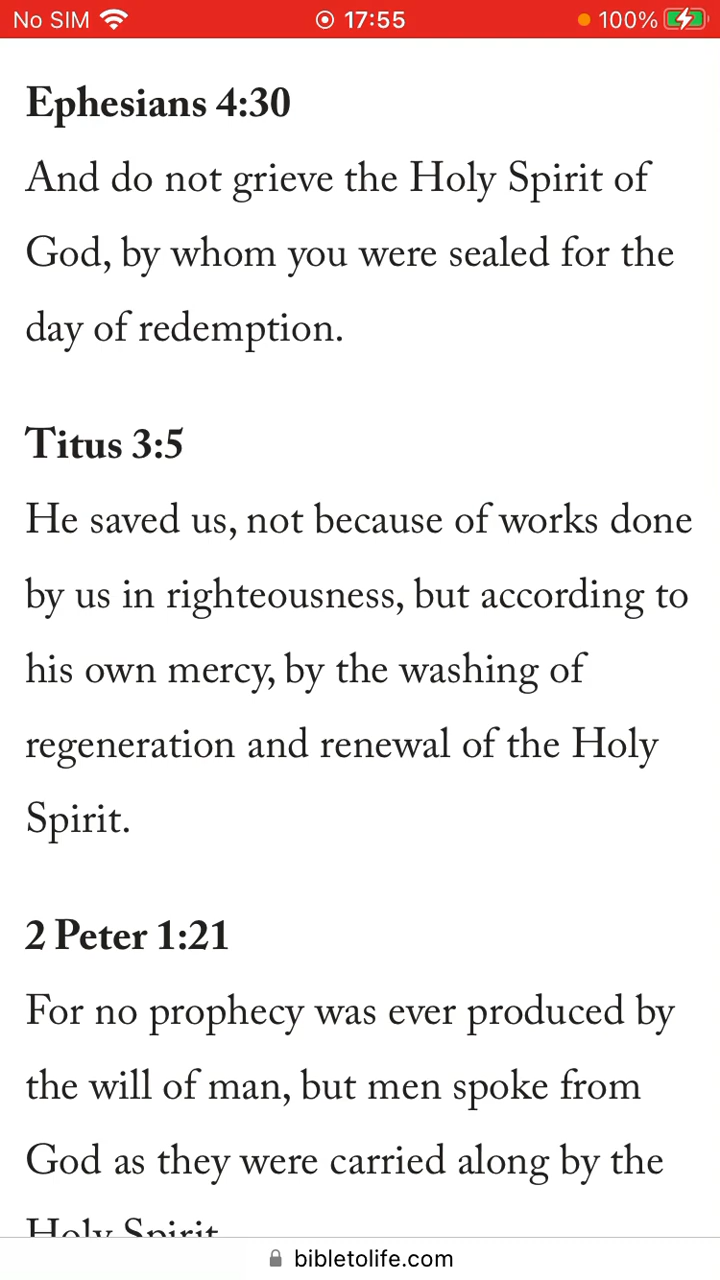 No SIM 17:55 100%
Ephesians 4:30
And do not grieve the Holy Spirit of
God, by whom you were sealed for the
day of redemption.
Titus 3:5
He saved us, not because of works done
by us in righteousness, but according to
his own mercy, by the washing of
regeneration and renewal of the Holy
Spirit.
2 Peter 1:21
For no prophecy was ever produced by
the will of man, but men spoke from
God as they were carried along by the
Holy Spirit
bibletolife.com